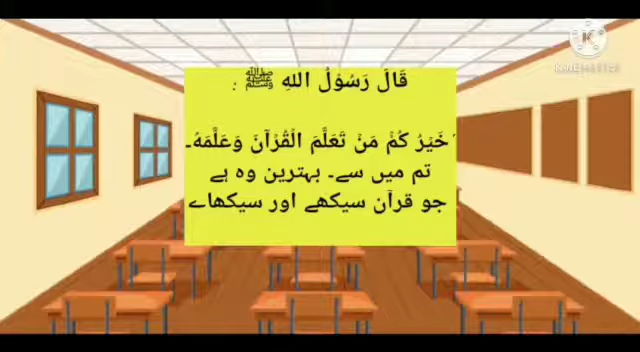 قَالَ رَسُوْلُ اللهِ ﷺ :
خَيْرُ كُمْ مَنْ تَعَلَّمَ الْقُرْآنَ وَعَلَّمَهُ۔
تم میں سے۔ بہترین وہ ہے
جو قرآن سیکھے اور سیکھاے
KINEMASTER